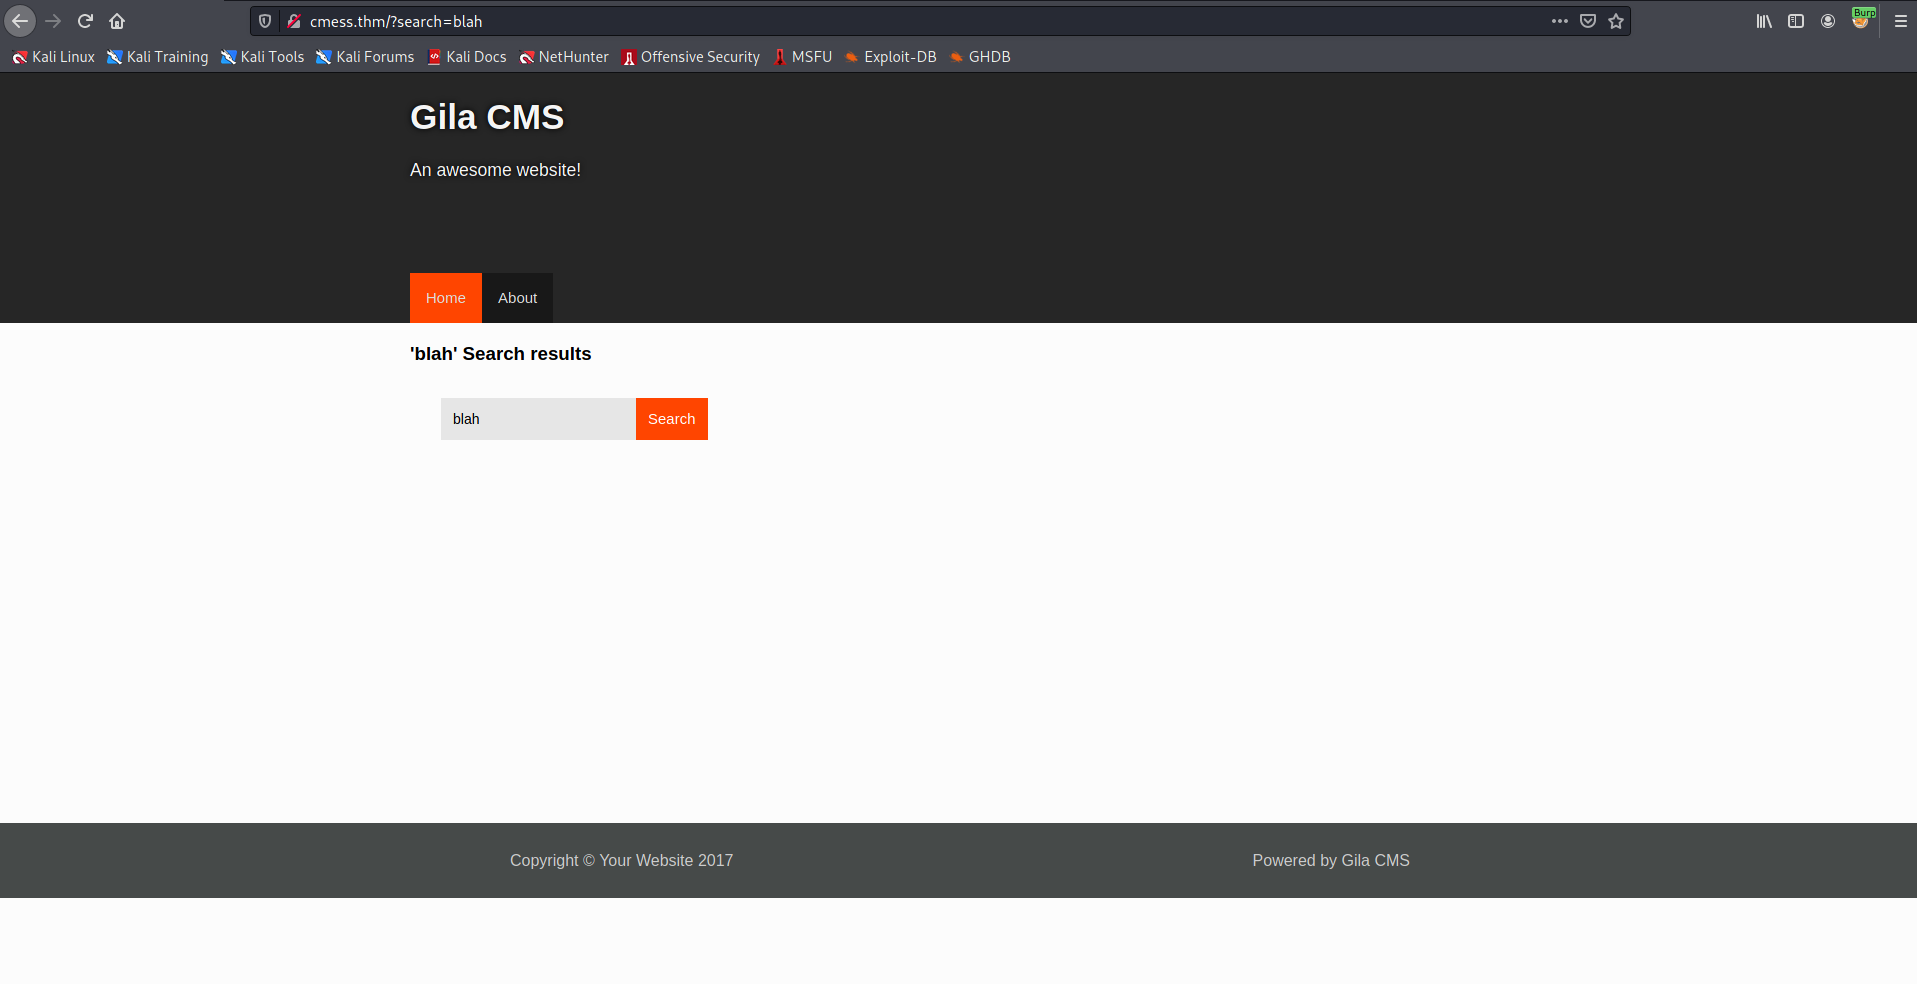 cmess.thm/?search=blah
Burp
Kali Linux Kali Training Kali Tools Kali Forums Kali Docs NetHunter Offensive Security MSFU Exploit-DB GHDB
Gila CMS
An awesome website!
Home About
'blah' Search results
blah Search
Copyright © Your Website 2017 Powered by Gila CMS